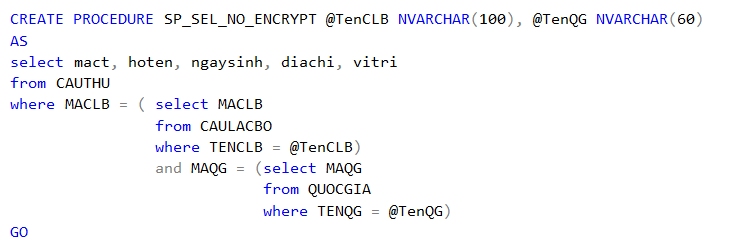 CREATE PROCEDURE SP_SEL_NO_ENCRYPT @TenCLB NVARCHAR(100), @TenQG NVARCHAR(60)
AS
select mact, hoten, ngaysinh, diachi, vitri
from CAUTHU
where MACLB = ( select MACLB
from CAULACBO
where TENCLB = @TenCLB)
and MAQG = (select MAQG
from QUOCGIA
where TENQG = @TenQG)
GO